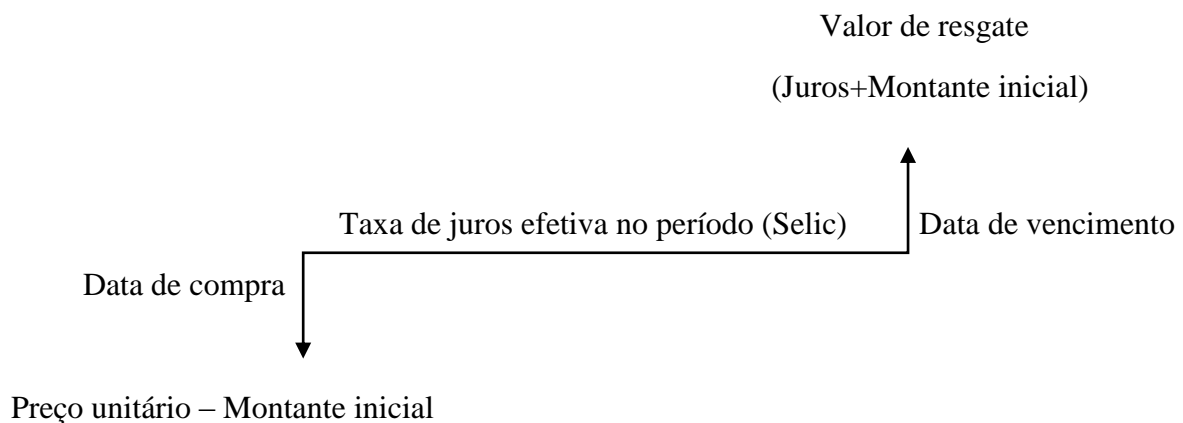 Valor de resgate
(Juros+Montante inicial)
Taxa de juros efetiva no período (Selic)
Data de vencimento
Data de compra
Preço unitário – Montante inicial